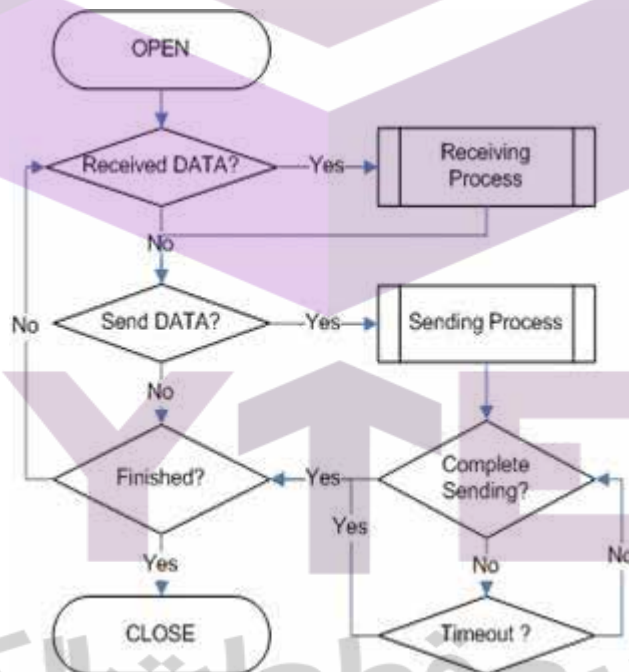 OPEN
Received DATA?
Yes
Receiving
Process
No
Send DATA?
Yes
Sending Process
No
No
Finished?
Yes
Complete
Sending?
Yes
No
No
Yes
CLOSE
Timeout ?
YTE